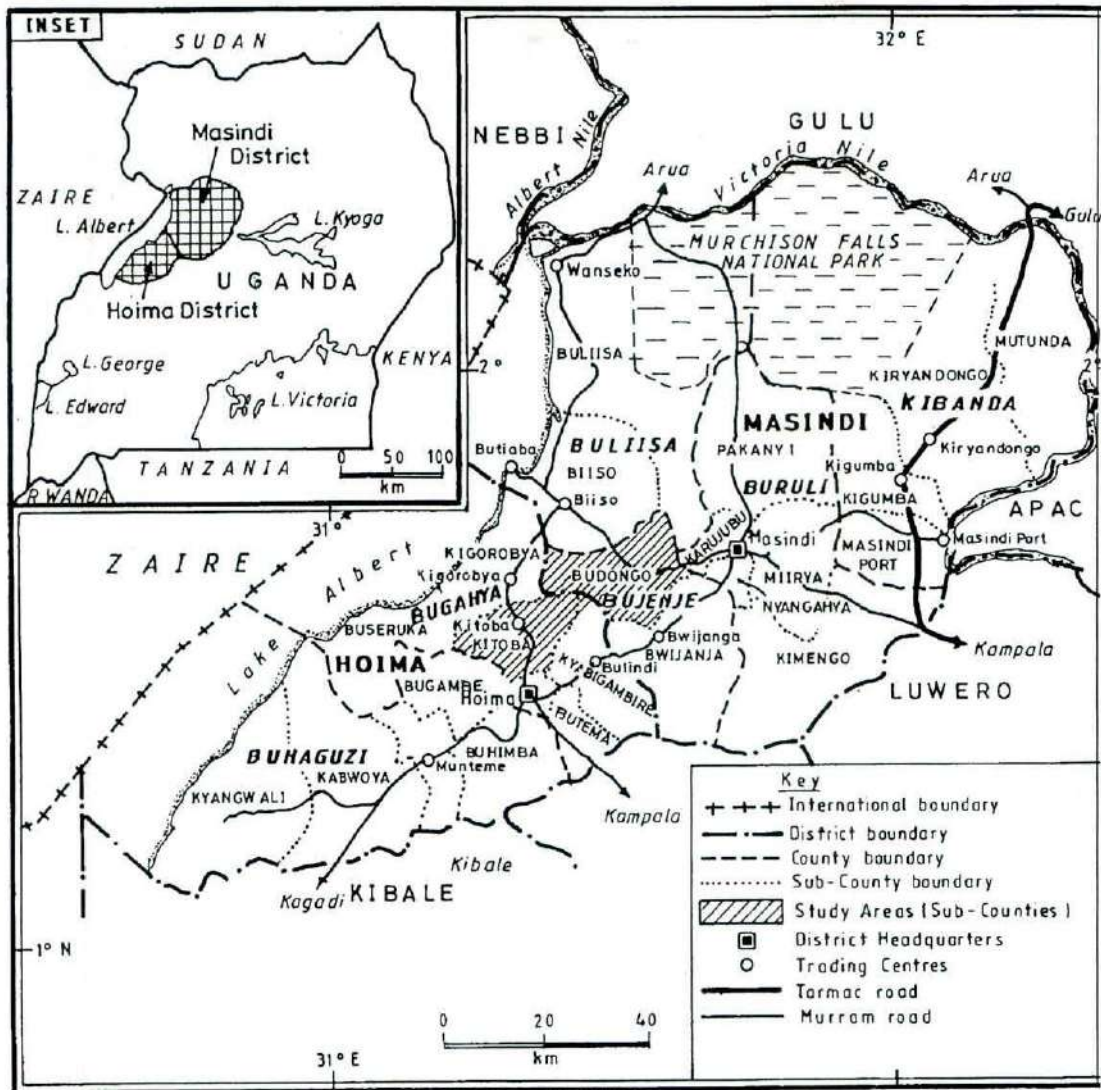 INSET
SUDAN
Masindi
District
ZAIRE
L. Albert
L. Kyoga
UGANDA
Hoima District
KENYA
L. George
L. Edward
L. Victoria
TANZANIA
RWANDA
0 50 100
km
32° E
NEBBI
GULU
Albert Nile
Victoria Nile
Arua
Arua
Gulu
MURCHISON FALLS
NATIONAL PARK
Wanseko
2°
2°
BULIISA
MUTUNDA
KIRYANDONGO
KIBANDA
MASINDI
BULIISA
PAKANYI
Kiryandongo
Butiaba
BIISO
Kigumba
BURULI
KIGUMBA
APAC
Biiso
31°
ZAIRE
KARUJUBU
Masindi
MASINDI
PORT
Masindi Port
Lake Albert
KIGOROBYA
Kigorobya
BUDONGO
MIIRYA
BUGAHYA
BUJENJE
NYANGAHYA
BUSERUKA
Kitoba
KITOBA
Bwijanga
BWIJANJA
KIMENGO
Kampala
HOIMA
Bulindi
KYABIGAMBIRE
BUGAMBE
Hoima
LUWERO
BUTEMA
BUHAGUZI
BUHIMBA
Munteme
KABWOYA
KYANGWALI
Kampala
Kibale
Kagadi
KIBALE
1° N
0 20 40
km
31° E
Key
International boundary
District boundary
County boundary
Sub-County boundary
Study Areas (Sub-Counties)
District Headquarters
Trading Centres
Tarmac road
Murram road